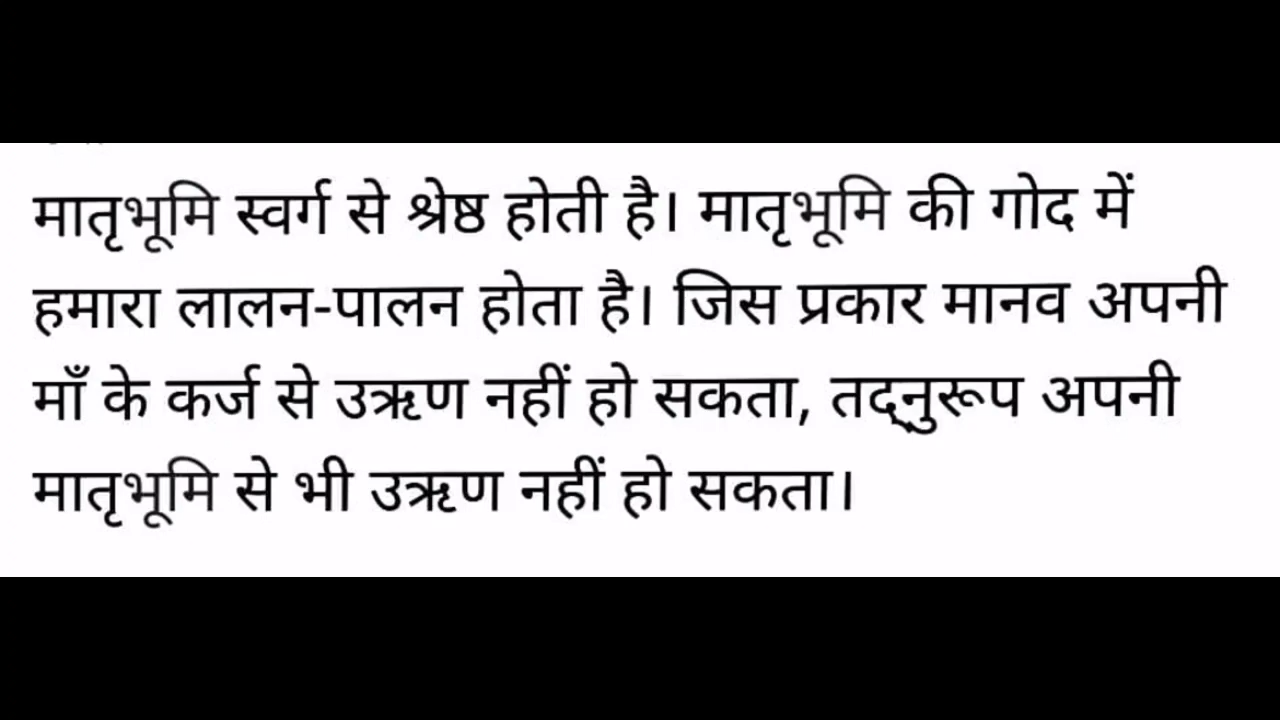 मातृभूमि स्वर्ग से श्रेष्ठ होती है। मातृभूमि की गोद में
हमारा लालन-पालन होता है। जिस प्रकार मानव अपनी
माँ के कर्ज से उऋण नहीं हो सकता, तद्नुरूप अपनी
मातृभूमि से भी उऋण नहीं हो सकता।